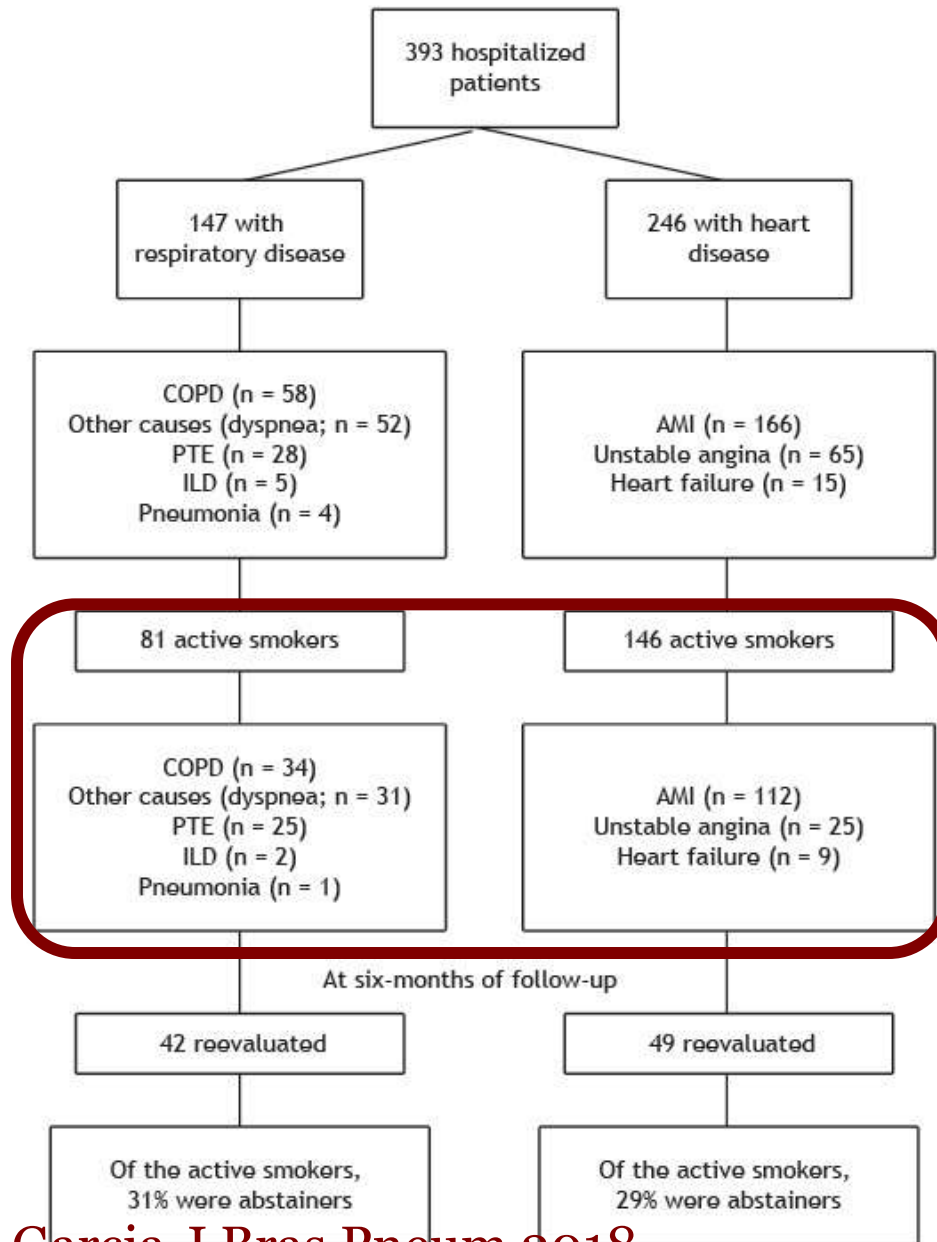 393 hospitalized
patients
147 with
respiratory disease
246 with heart
disease
COPD (n = 58)
Other causes (dyspnea; n = 52)
PTE (n = 28)
ILD (n = 5)
Pneumonia (n = 4)
AMI (n = 166)
Unstable angina (n = 65)
Heart failure (n = 15)
81 active smokers
146 active smokers
COPD (n = 34)
Other causes (dyspnea; n = 31)
PTE (n = 25)
ILD (n = 2)
Pneumonia (n = 1)
AMI (n = 112)
Unstable angina (n = 25)
Heart failure (n = 9)
At six-months of follow-up
42 reevaluated
49 reevaluated
Of the active smokers,
31% were abstainers
Of the active smokers,
29% were abstainers
Garcia, J Bras Pneum 2018